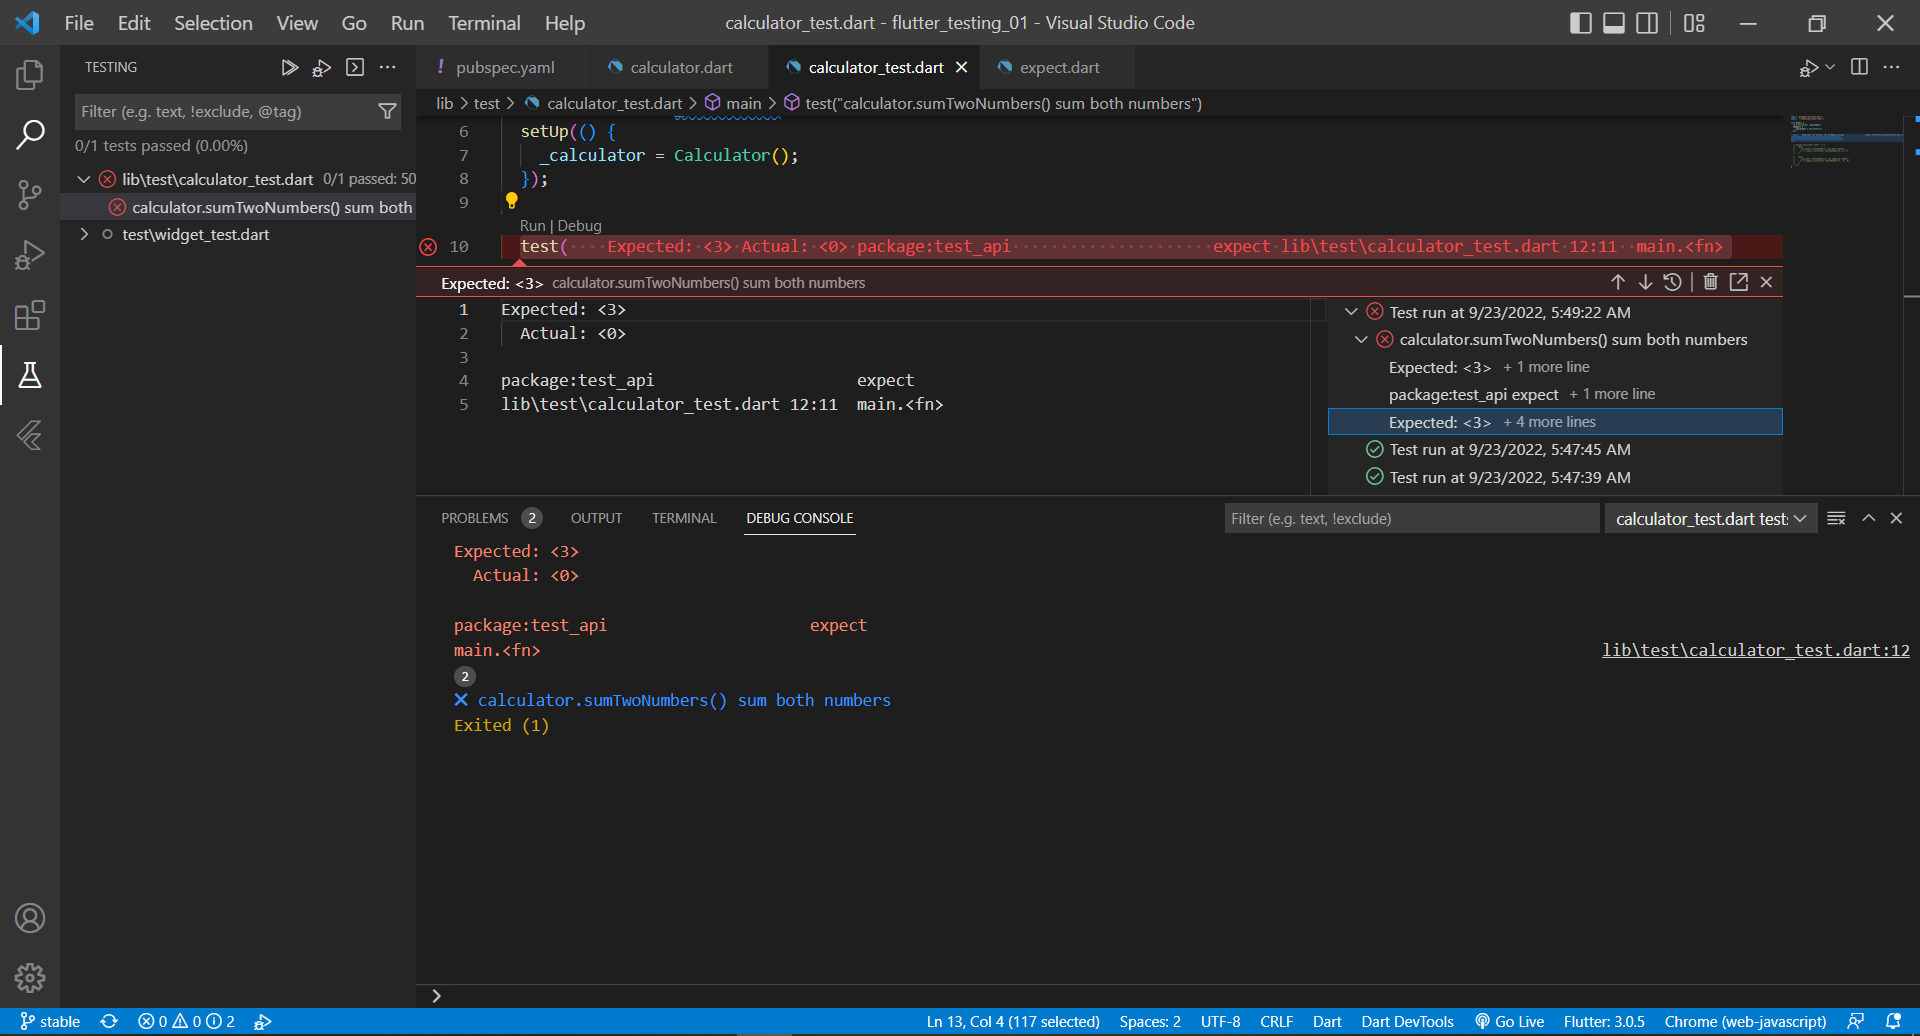 File Edit Selection View Go Run Terminal Help
calculator_test.dart - flutter_testing_01 - Visual Studio Code
TESTING
Filter (e.g. text, !exclude, @tag)
0/1 tests passed (0.00%)
lib\test\calculator_test.dart 0/1 passed: 50
calculator.sumTwoNumbers() sum both
test\widget_test.dart
! pubspec.yaml
calculator.dart
calculator_test.dart
expect.dart
lib > test > calculator_test.dart > main > test("calculator.sumTwoNumbers() sum both numbers")
6 setUp(() {
7 _calculator = Calculator();
8 });
9
Run | Debug
10 test(···· Expected: <3> Actual: <0> package:test_api expect lib\test\calculator_test.dart 12:11 main.<fn>
Expected: <3> calculator.sumTwoNumbers() sum both numbers
1 Expected: <3>
2 Actual: <0>
3
4 package:test_api expect
5 lib\test\calculator_test.dart 12:11 main.<fn>
Test run at 9/23/2022, 5:49:22 AM
calculator.sumTwoNumbers() sum both numbers
Expected: <3> + 1 more line
package:test_api expect + 1 more line
Expected: <3> + 4 more lines
Test run at 9/23/2022, 5:47:45 AM
Test run at 9/23/2022, 5:47:39 AM
PROBLEMS 2 OUTPUT TERMINAL DEBUG CONSOLE
Filter (e.g. text, !exclude)
calculator_test.dart tests
Expected: <3>
Actual: <0>
package:test_api expect
main.<fn> lib\test\calculator_test.dart:12
2
✕ calculator.sumTwoNumbers() sum both numbers
Exited (1)
>
stable 0 0 2
Ln 13, Col 4 (117 selected) Spaces: 2 UTF-8 CRLF Dart Dart DevTools Go Live Flutter: 3.0.5 Chrome (web-javascript)